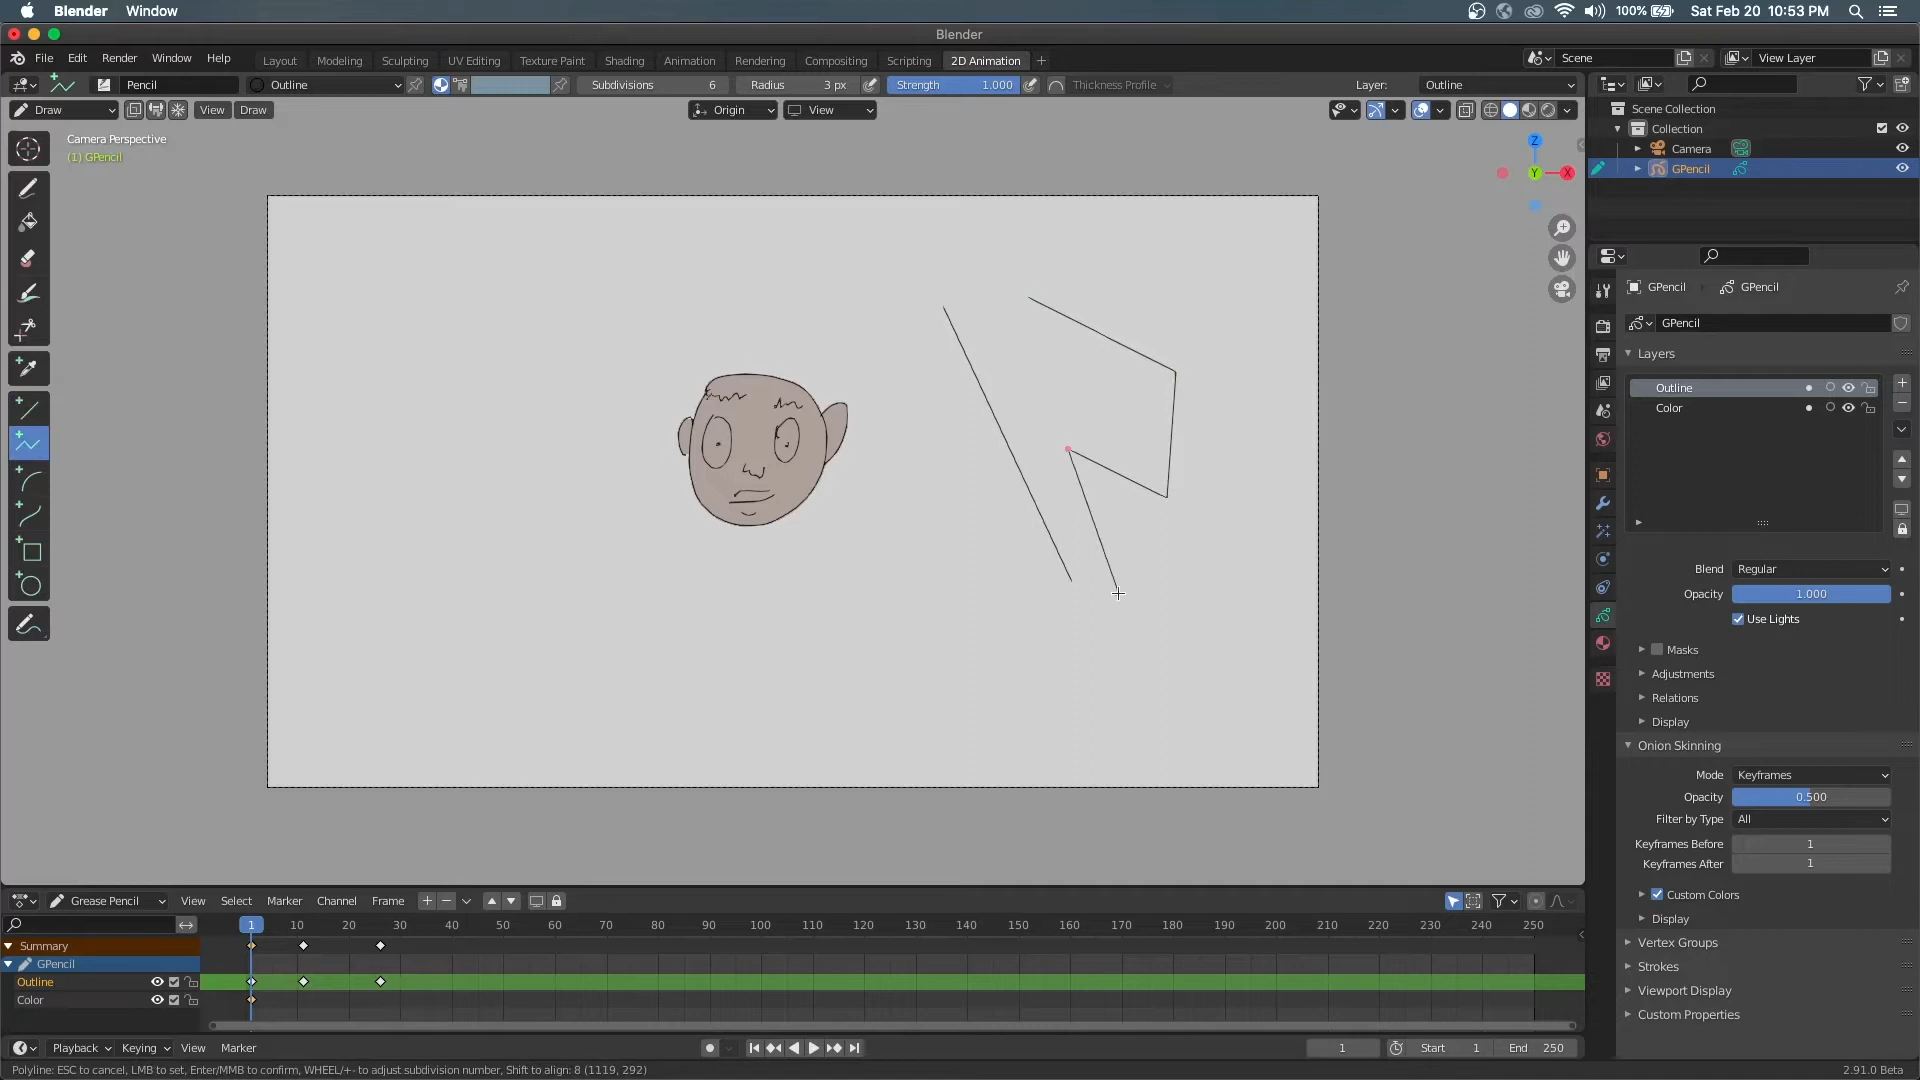 Blender Window 100% Sat Feb 20 10:53 PM
Blender
File Edit Render Window Help Layout Modeling Sculpting UV Editing Texture Paint Shading Animation Rendering Compositing Scripting 2D Animation + Scene View Layer
Pencil Outline Subdivisions 6 Radius 3 px Strength 1.000 Thickness Profile Layer: Outline
Draw View Draw Origin View
Scene Collection
Collection
Camera
GPencil
Camera Perspective
(1) GPencil
Z
Y
X
GPencil GPencil
GPencil
Layers
Outline
Color
Blend Regular
Opacity 1.000
Use Lights
Masks
Adjustments
Relations
Display
Onion Skinning
Mode Keyframes
Opacity 0.500
Filter by Type All
Keyframes Before 1
Keyframes After 1
Custom Colors
Display
Vertex Groups
Strokes
Viewport Display
Custom Properties
Grease Pencil View Select Marker Channel Frame
1 10 20 30 40 50 60 70 80 90 100 110 120 130 140 150 160 170 180 190 200 210 220 230 240 250
Summary
GPencil
Outline
Color
Playback Keying View Marker 1 Start 1 End 250
Polyline: ESC to cancel, LMB to set, Enter/MMB to confirm, WHEEL/+- to adjust subdivision number, Shift to align: 8 (1119, 292) 2.91.0 Beta